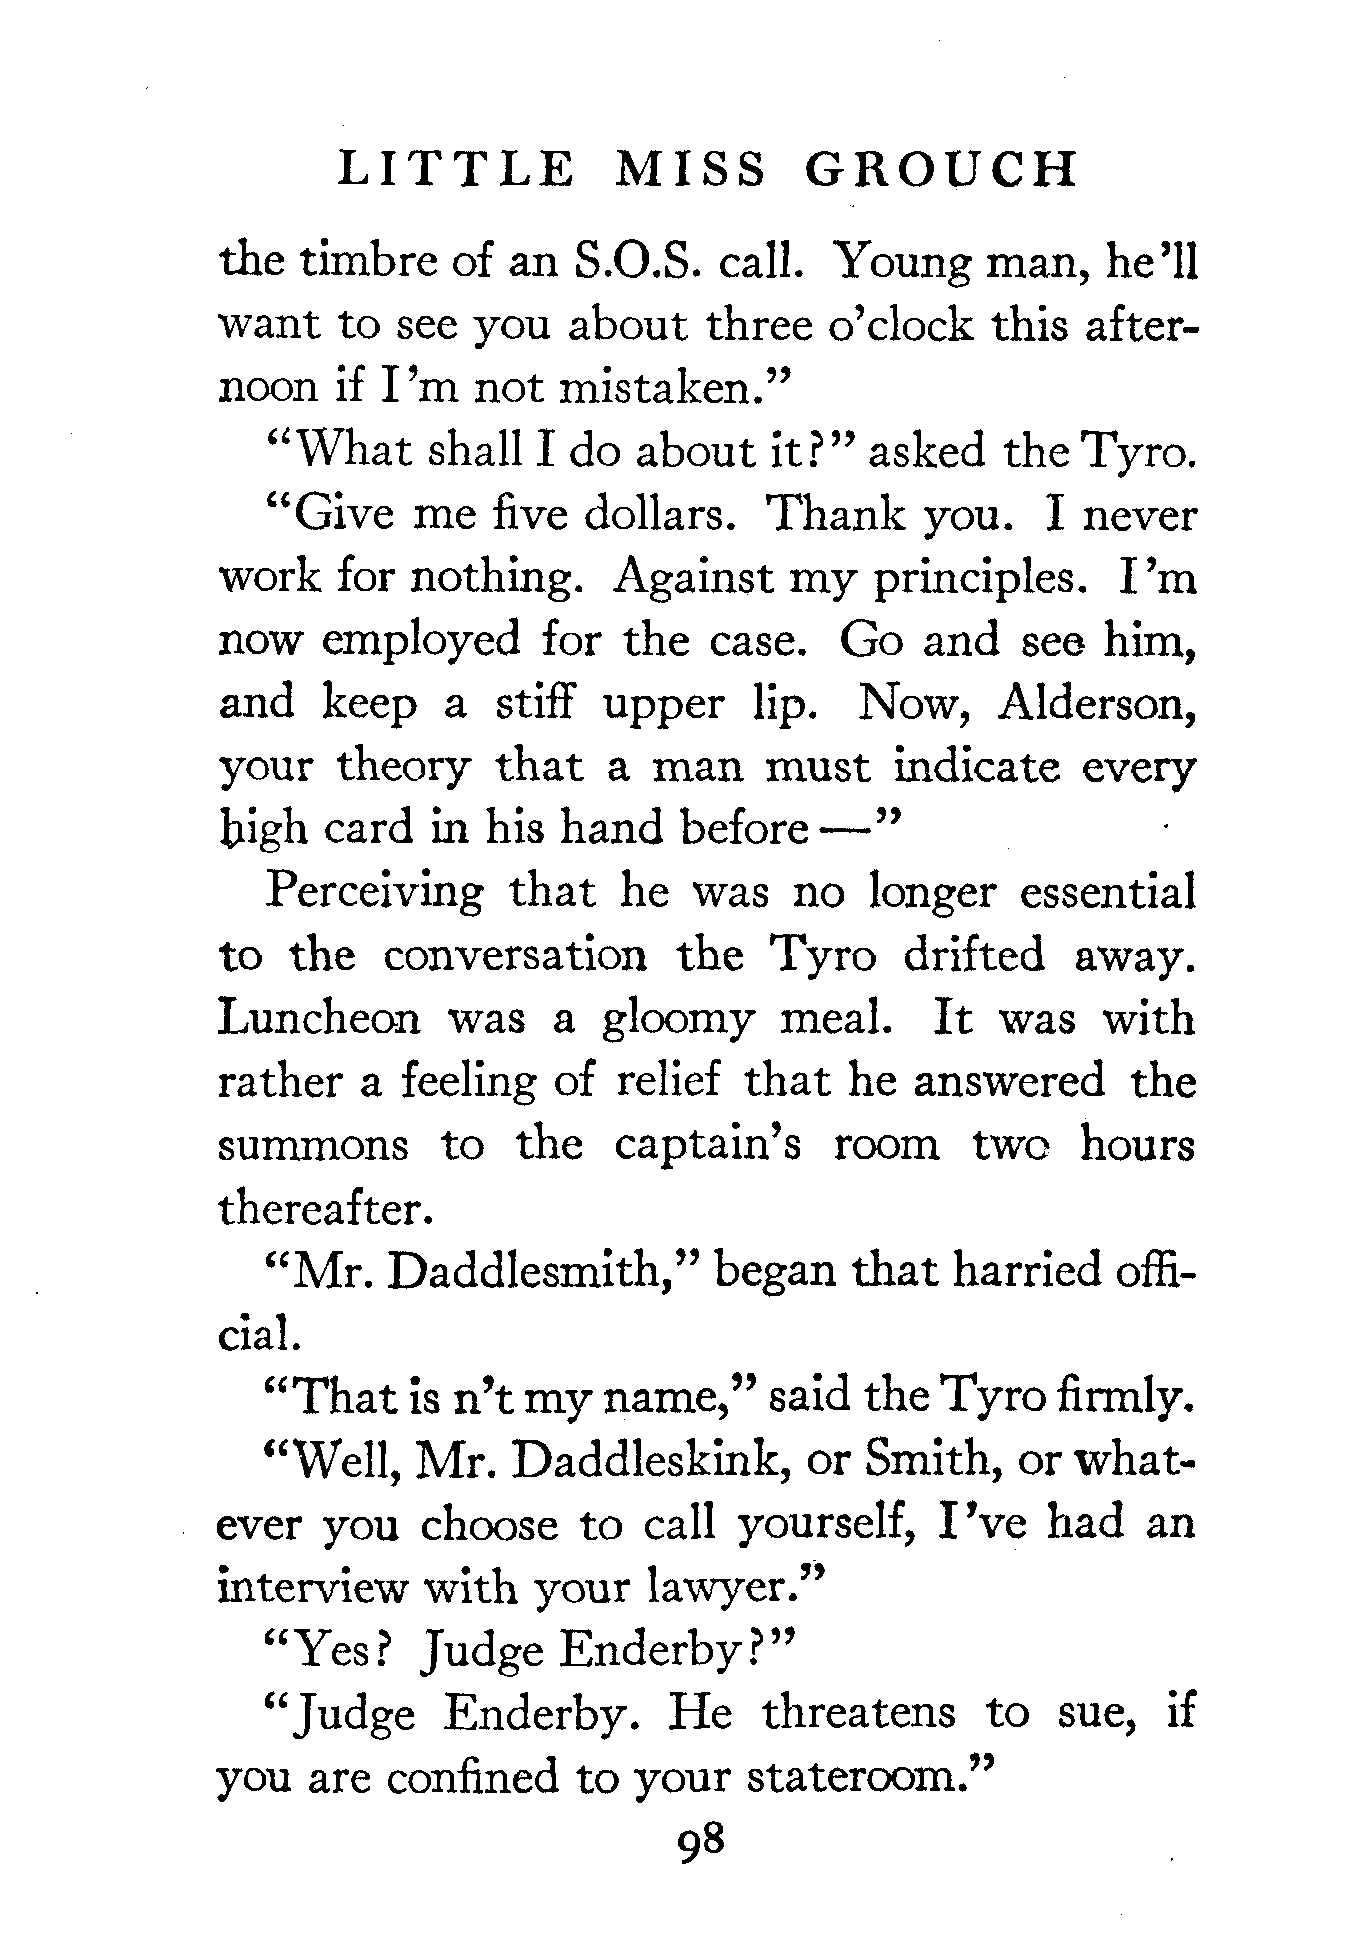 LITTLE MISS GROUCH
the timbre of an S.O.S. call. Young man, he'll
want to see you about three o'clock this after-
noon if I'm not mistaken."
"What shall I do about it?" asked the Tyro.
"Give me five dollars. Thank you. I never
work for nothing. Against my principles. I'm
now employed for the case. Go and see him,
and keep a stiff upper lip. Now, Alderson,
your theory that a man must indicate every
high card in his hand before—"
Perceiving that he was no longer essential
to the conversation the Tyro drifted away.
Luncheon was a gloomy meal. It was with
rather a feeling of relief that he answered the
summons to the captain's room two hours
thereafter.
"Mr. Daddlesmith," began that harried offi-
cial.
"That is n't my name," said the Tyro firmly.
"Well, Mr. Daddleskink, or Smith, or what-
ever you choose to call yourself, I've had an
interview with your lawyer."
"Yes? Judge Enderby?"
"Judge Enderby. He threatens to sue, if
you are confined to your stateroom."
98